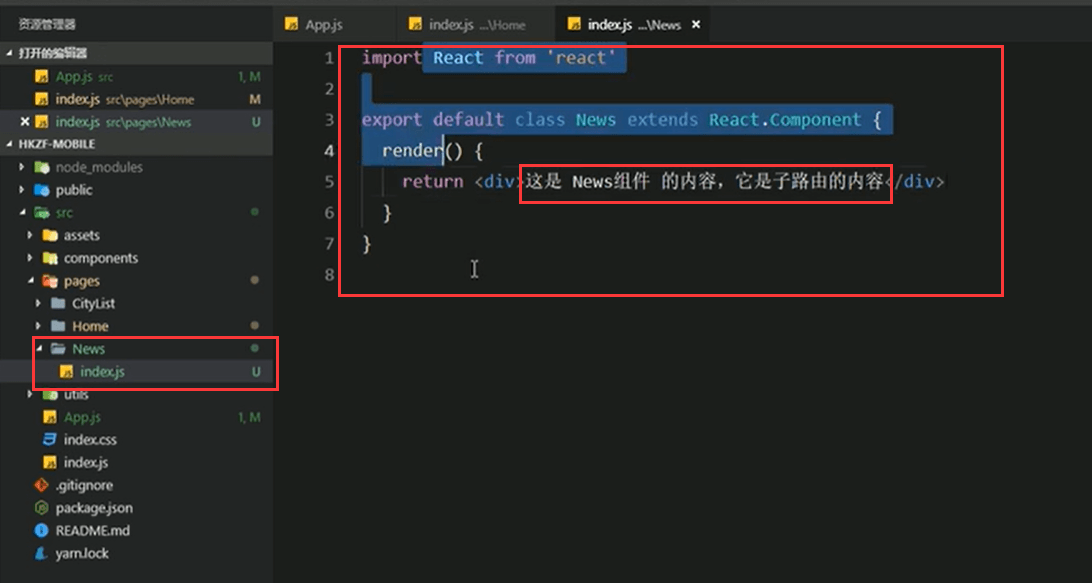 资源管理器
打开的编辑器
App.js src 1, M
index.js src\pages\Home M
index.js src\pages\News U
HKZF-MOBILE
node_modules
public
src
assets
components
pages
CityList
Home
News
index.js U
utils
App.js 1, M
index.css
index.js
.gitignore
package.json
README.md
yarn.lock
App.js
index.js ...\Home
index.js ...\News
1 import React from 'react'
2
3 export default class News extends React.Component {
4 render() {
5 return <div>这是 News组件 的内容，它是子路由的内容</div>
6 }
7 }
8